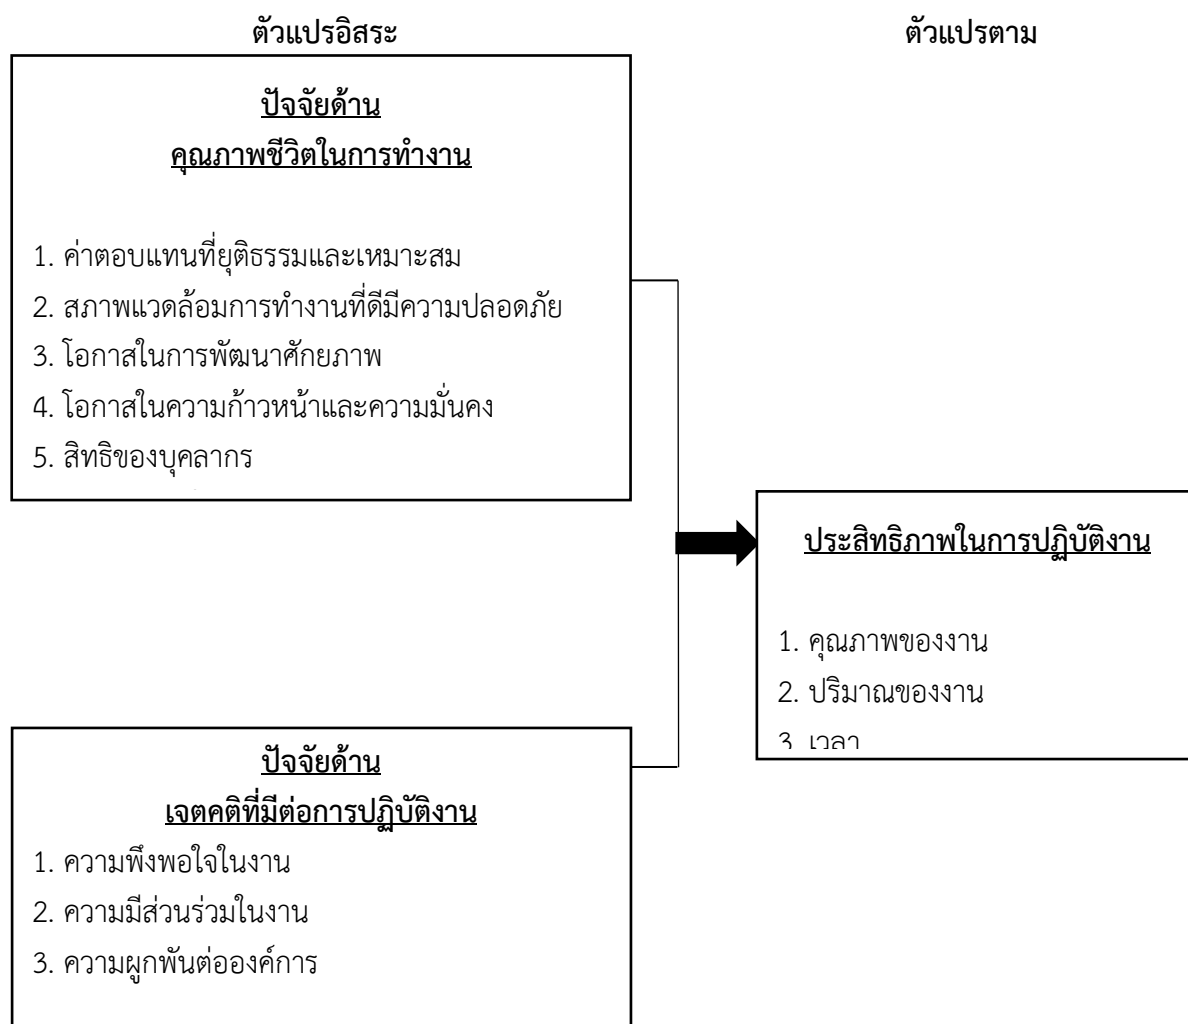 ตัวแปรอิสระ
ตัวแปรตาม
ปัจจัยด้าน
คุณภาพชีวิตในการทำงาน
1. ค่าตอบแทนที่ยุติธรรมและเหมาะสม
2. สภาพแวดล้อมการทำงานที่ดีมีความปลอดภัย
3. โอกาสในการพัฒนาศักยภาพ
4. โอกาสในความก้าวหน้าและความมั่นคง
5. สิทธิของบุคลากร
ประสิทธิภาพในการปฏิบัติงาน
1. คุณภาพของงาน
2. ปริมาณของงาน
3. เวลา
ปัจจัยด้าน
เจตคติที่มีต่อการปฏิบัติงาน
1. ความพึงพอใจในงาน
2. ความมีส่วนร่วมในงาน
3. ความผูกพันต่อองค์การ